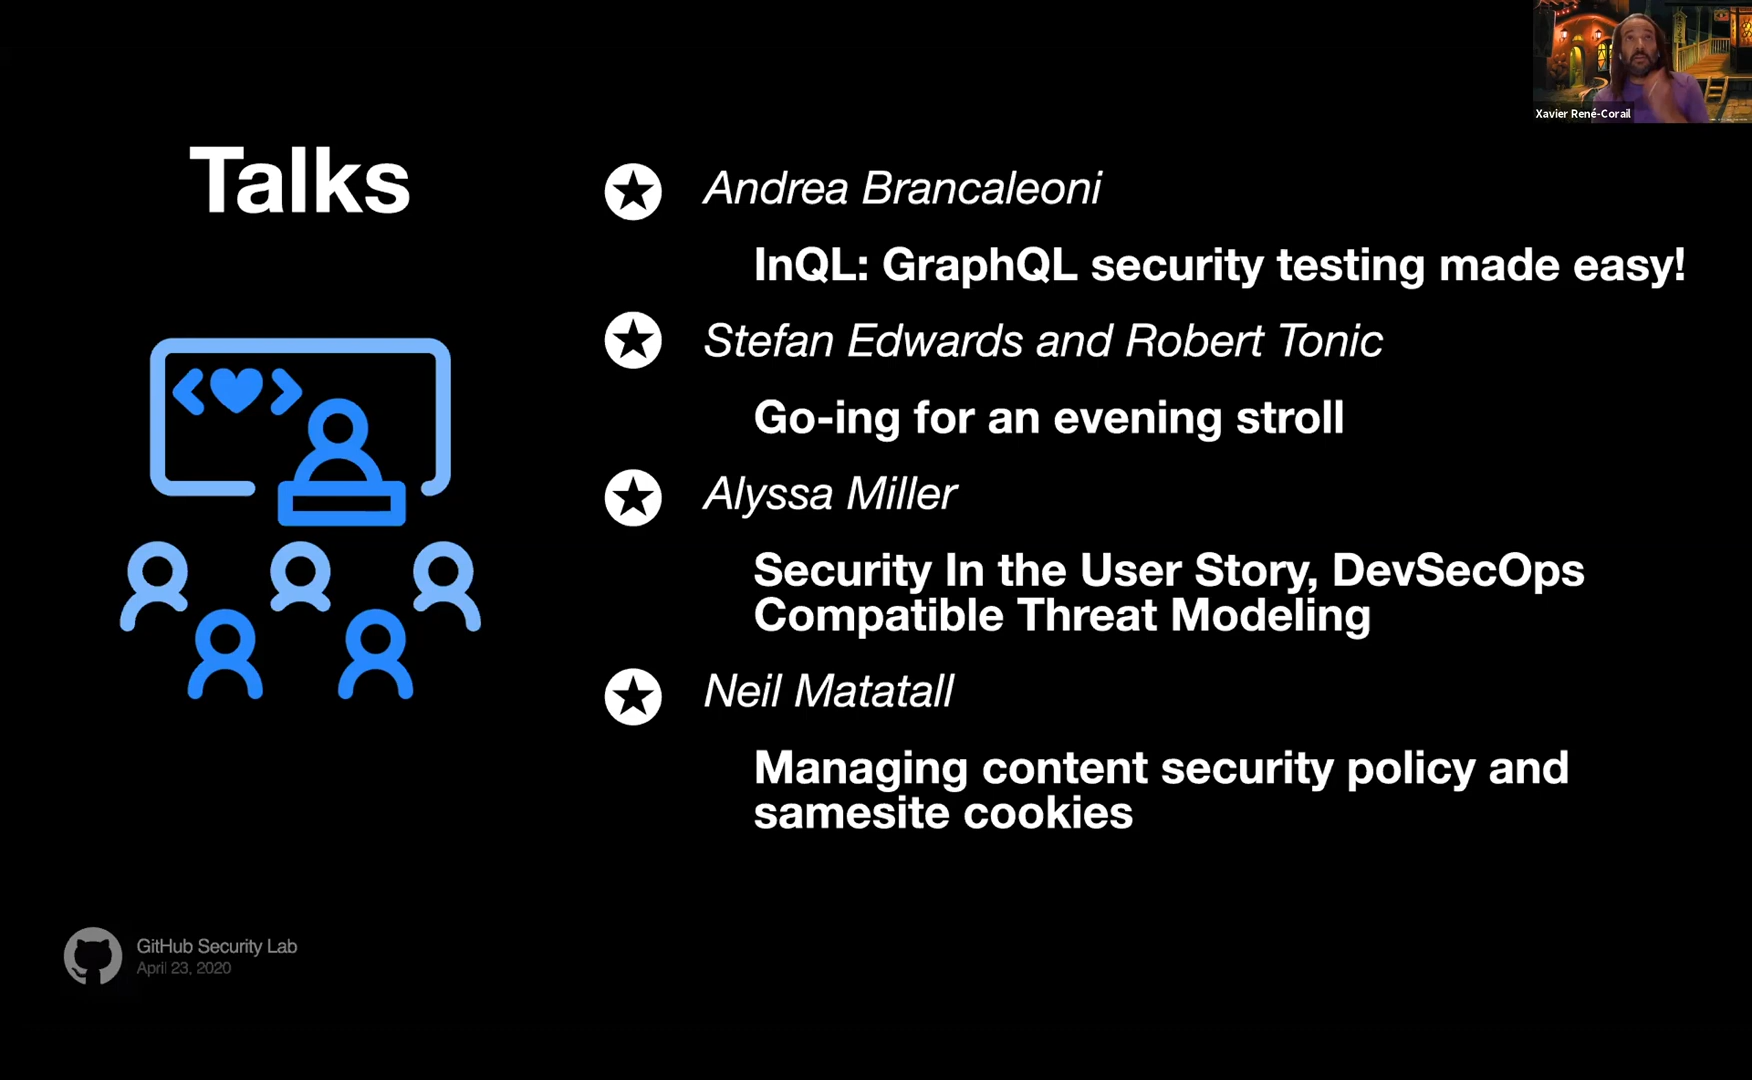 Xavier René-Corail
Talks
Andrea Brancaleoni
InQL: GraphQL security testing made easy!
Stefan Edwards and Robert Tonic
Go-ing for an evening stroll
Alyssa Miller
Security In the User Story, DevSecOps
Compatible Threat Modeling
Neil Matatall
Managing content security policy and
samesite cookies
GitHub Security Lab
April 23, 2020